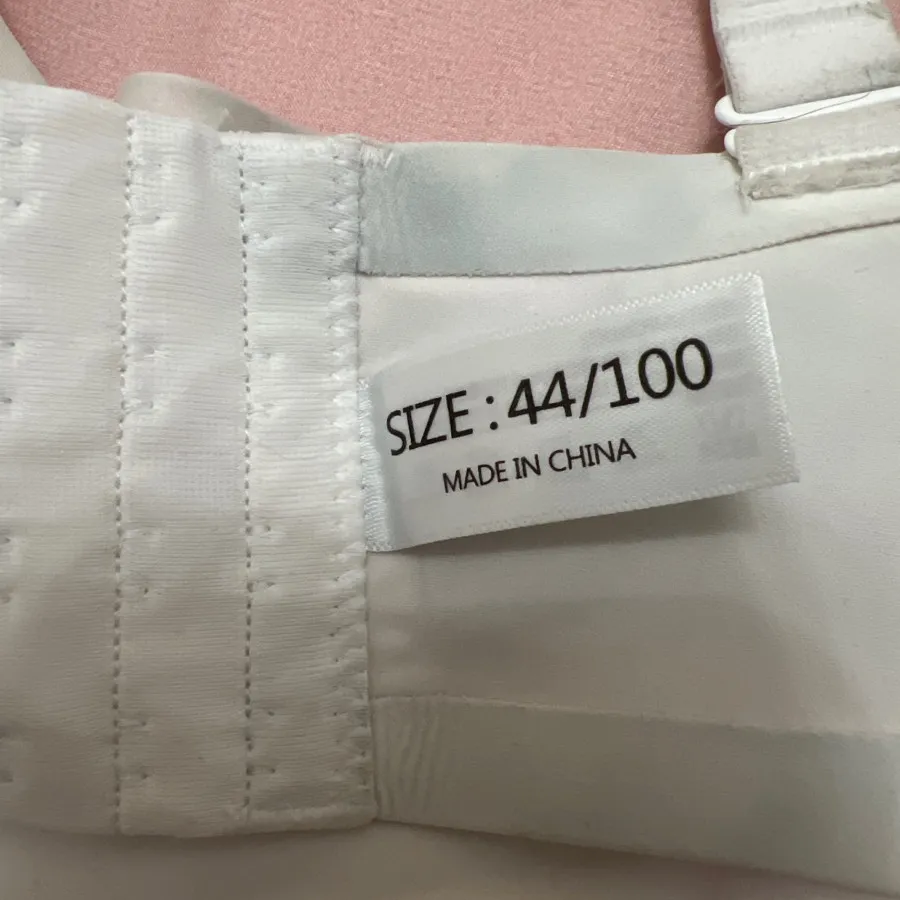 SIZE : 44/100
MADE IN CHINA